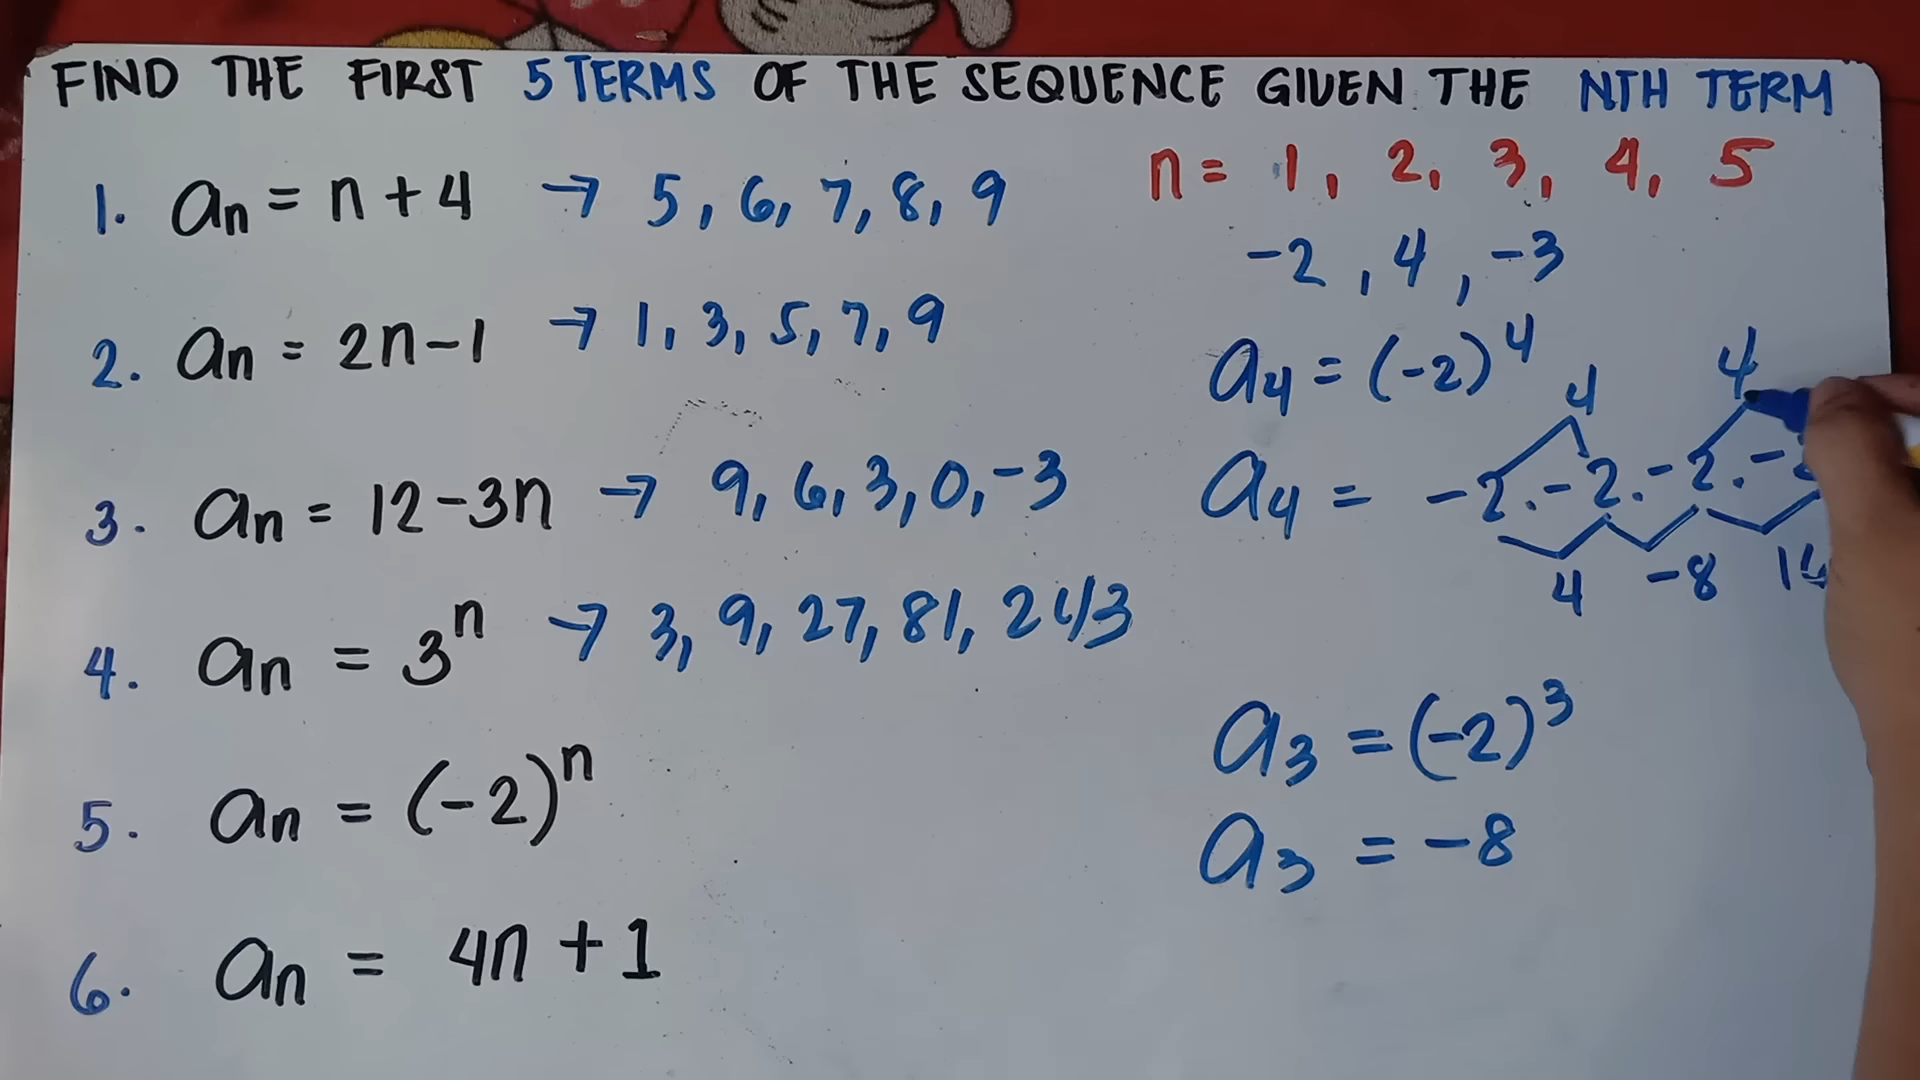 FIND THE FIRST 5 TERMS OF THE SEQUENCE GIVEN THE NTH TERM
n = 1, 2, 3, 4, 5
1. an = n + 4 → 5, 6, 7, 8, 9
-2, 4, -3
2. an = 2n-1 → 1, 3, 5, 7, 9
a4 = (-2)^4
4 4
3. an = 12-3n → 9, 6, 3, 0, -3
a4 = -2.-2.-2.-
4 -8 16
4. an = 3^n → 3, 9, 27, 81, 243
a3 = (-2)^3
5. an = (-2)^n
a3 = -8
6. an = 4n + 1